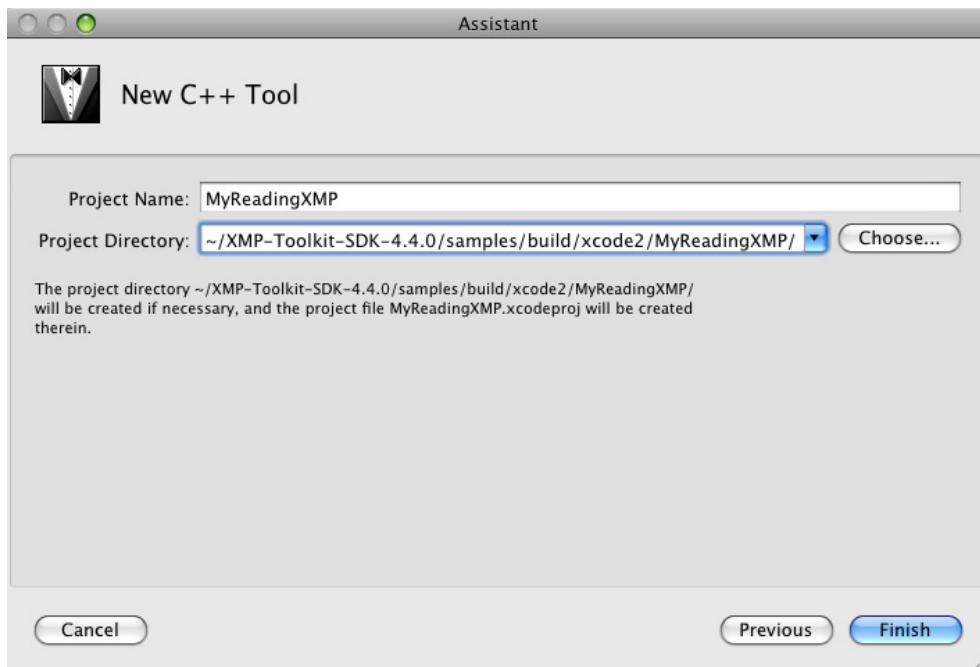 Assistant
New C++ Tool
Project Name: MyReadingXMP
Project Directory: ~/XMP-Toolkit-SDK-4.4.0/samples/build/xcode2/MyReadingXMP/ Choose...
The project directory ~/XMP-Toolkit-SDK-4.4.0/samples/build/xcode2/MyReadingXMP/
will be created if necessary, and the project file MyReadingXMP.xcodeproj will be created
therein.
Cancel Previous Finish